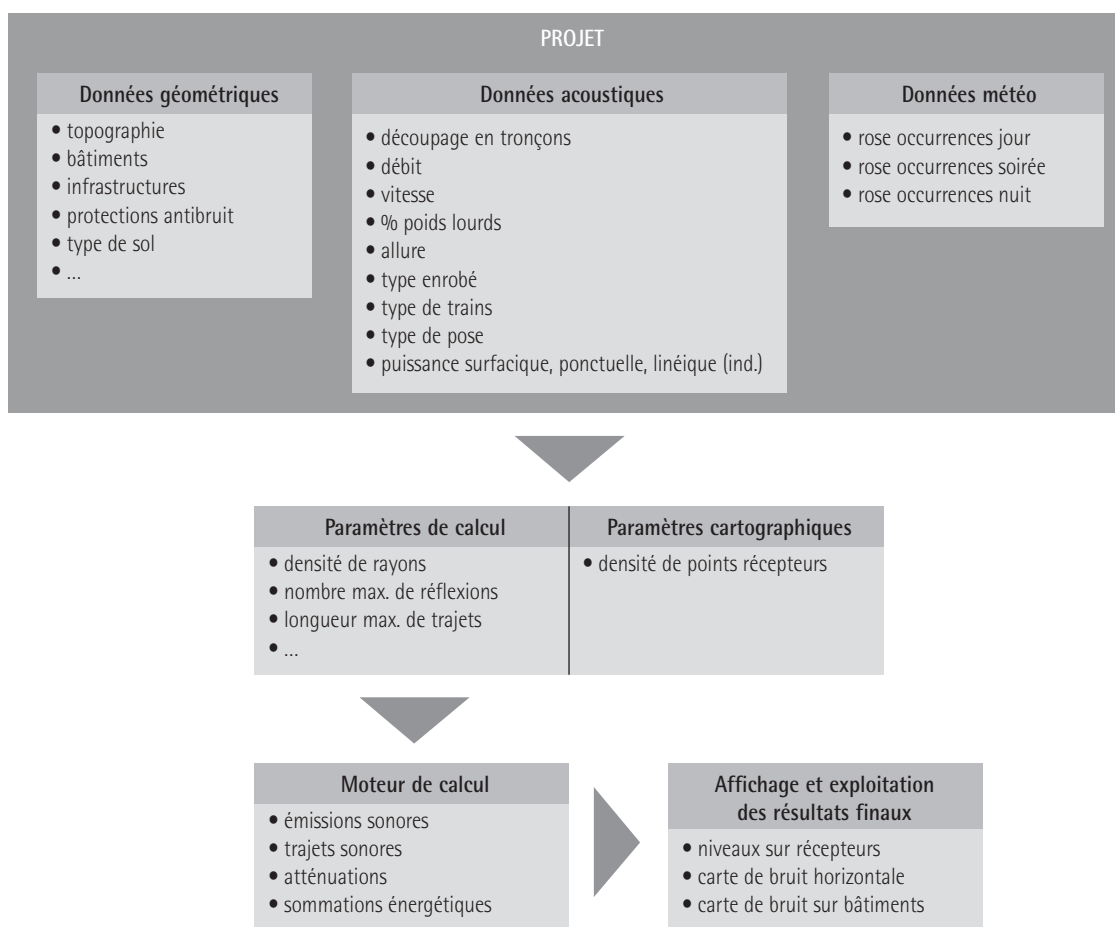 PROJET
Données géométriques
• topographie
• bâtiments
• infrastructures
• protections antibruit
• type de sol
• ...
Données acoustiques
• découpage en tronçons
• débit
• vitesse
• % poids lourds
• allure
• type enrobé
• type de trains
• type de pose
• puissance surfacique, ponctuelle, linéique (ind.)
Données météo
• rose occurrences jour
• rose occurrences soirée
• rose occurrences nuit
Paramètres de calcul
• densité de rayons
• nombre max. de réflexions
• longueur max. de trajets
• ...
Paramètres cartographiques
• densité de points récepteurs
Moteur de calcul
• émissions sonores
• trajets sonores
• atténuations
• sommations énergétiques
Affichage et exploitation
des résultats finaux
• niveaux sur récepteurs
• carte de bruit horizontale
• carte de bruit sur bâtiments